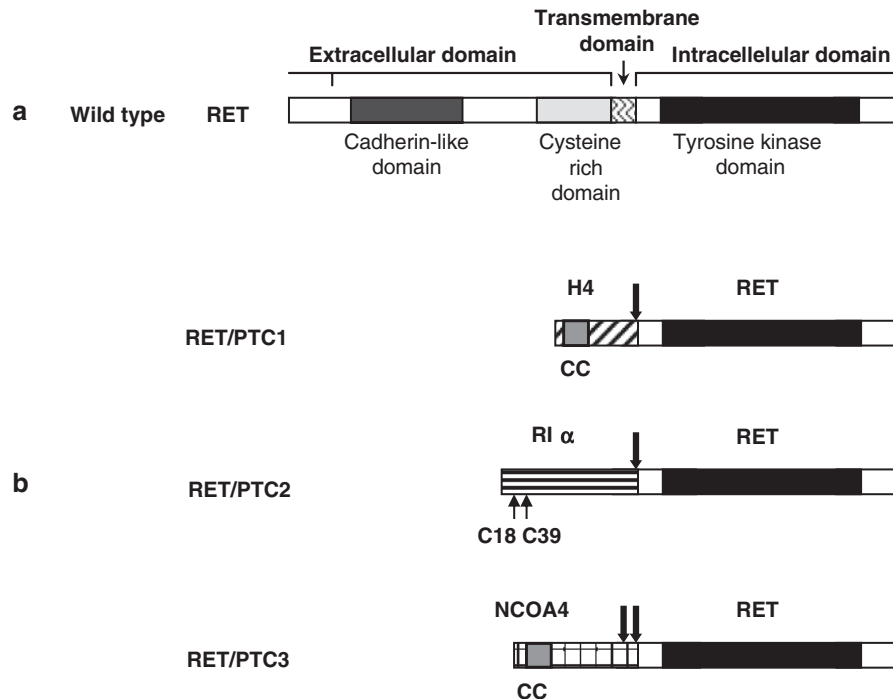 Transmembrane
domain
Extracellular domain
Intracellelular domain
a
Wild type
RET
Cadherin-like
domain
Cysteine
rich
domain
Tyrosine kinase
domain
H4
RET
RET/PTC1
CC
RI α
RET
b
RET/PTC2
C18 C39
NCOA4
RET
RET/PTC3
CC